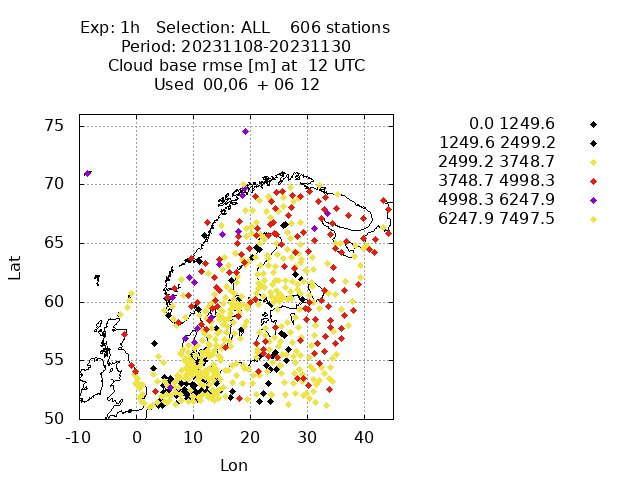 Exp: 1h   Selection: ALL    606 stations
Period: 20231108-20231130
Cloud base rmse [m] at  12 UTC
Used  00,06  + 06 12
0.0 1249.6
1249.6 2499.2
2499.2 3748.7
3748.7 4998.3
4998.3 6247.9
6247.9 7497.5
75
70
65
60
55
50
Lat
-10 0 10 20 30 40
Lon